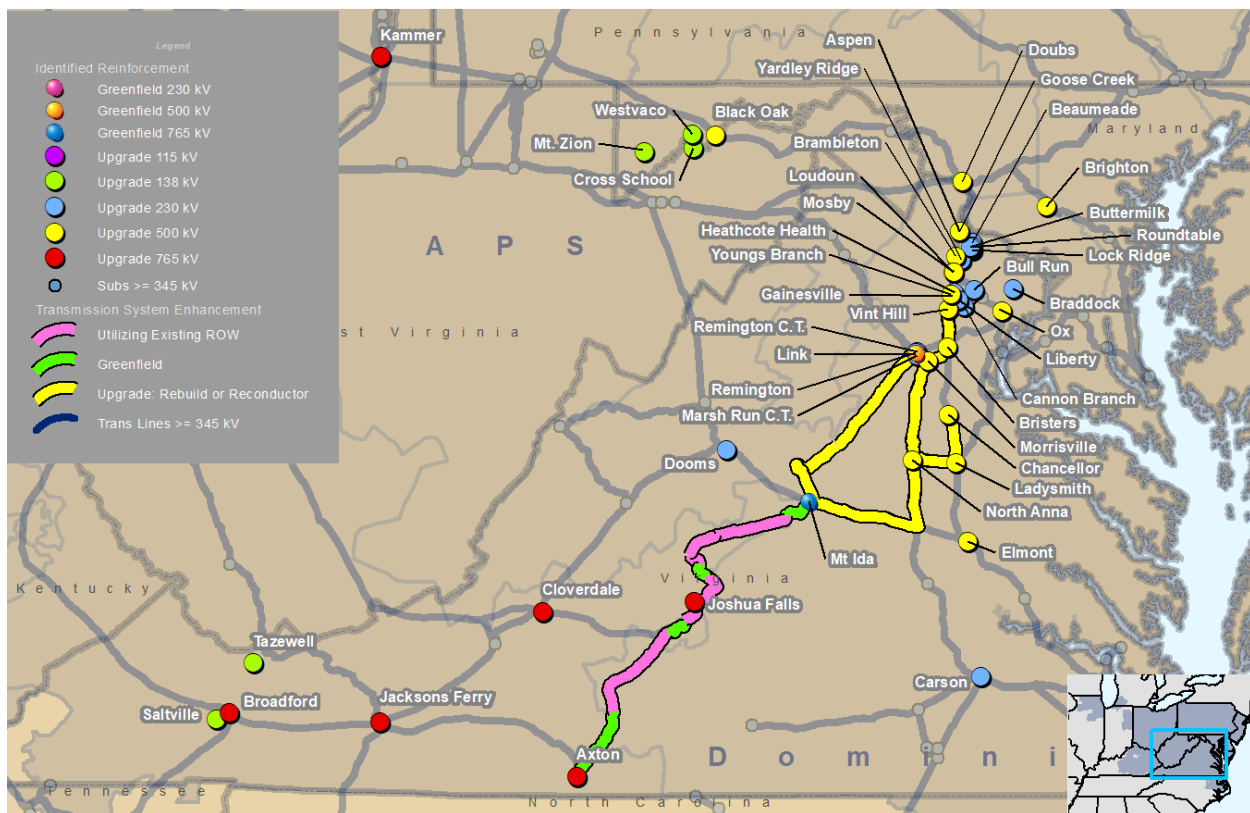 Legend
Identified Reinforcement
Greenfield 230 kV
Greenfield 500 kV
Greenfield 765 kV
Upgrade 115 kV
Upgrade 138 kV
Upgrade 230 kV
Upgrade 500 kV
Upgrade 765 kV
Subs >= 345 kV
Transmission System Enhancement
Utilizing Existing ROW
Greenfield
Upgrade: Rebuild or Reconductor
Trans Lines >= 345 kV
Kammer
Pennsylvania
Aspen
Doubs
Yardley Ridge
Goose Creek
Westvaco
Black Oak
Beaumeade
Maryland
Mt. Zion
Brambleton
Cross School
Loudoun
Brighton
Mosby
Buttermilk
Heathcote Health
Roundtable
APS
Youngs Branch
Bull Run
Lock Ridge
Gainesville
Braddock
Vint Hill
st Virginia
Remington C.T.
Ox
Link
Liberty
Remington
Cannon Branch
Marsh Run C.T.
Bristers
Morrisville
Dooms
Chancellor
Ladysmith
North Anna
Elmont
Mt Ida
Kentucky
Virginia
Cloverdale
Joshua Falls
Tazewell
Carson
Broadford
Jacksons Ferry
Saltville
Axton
Domini
Tennessee
North Carolina